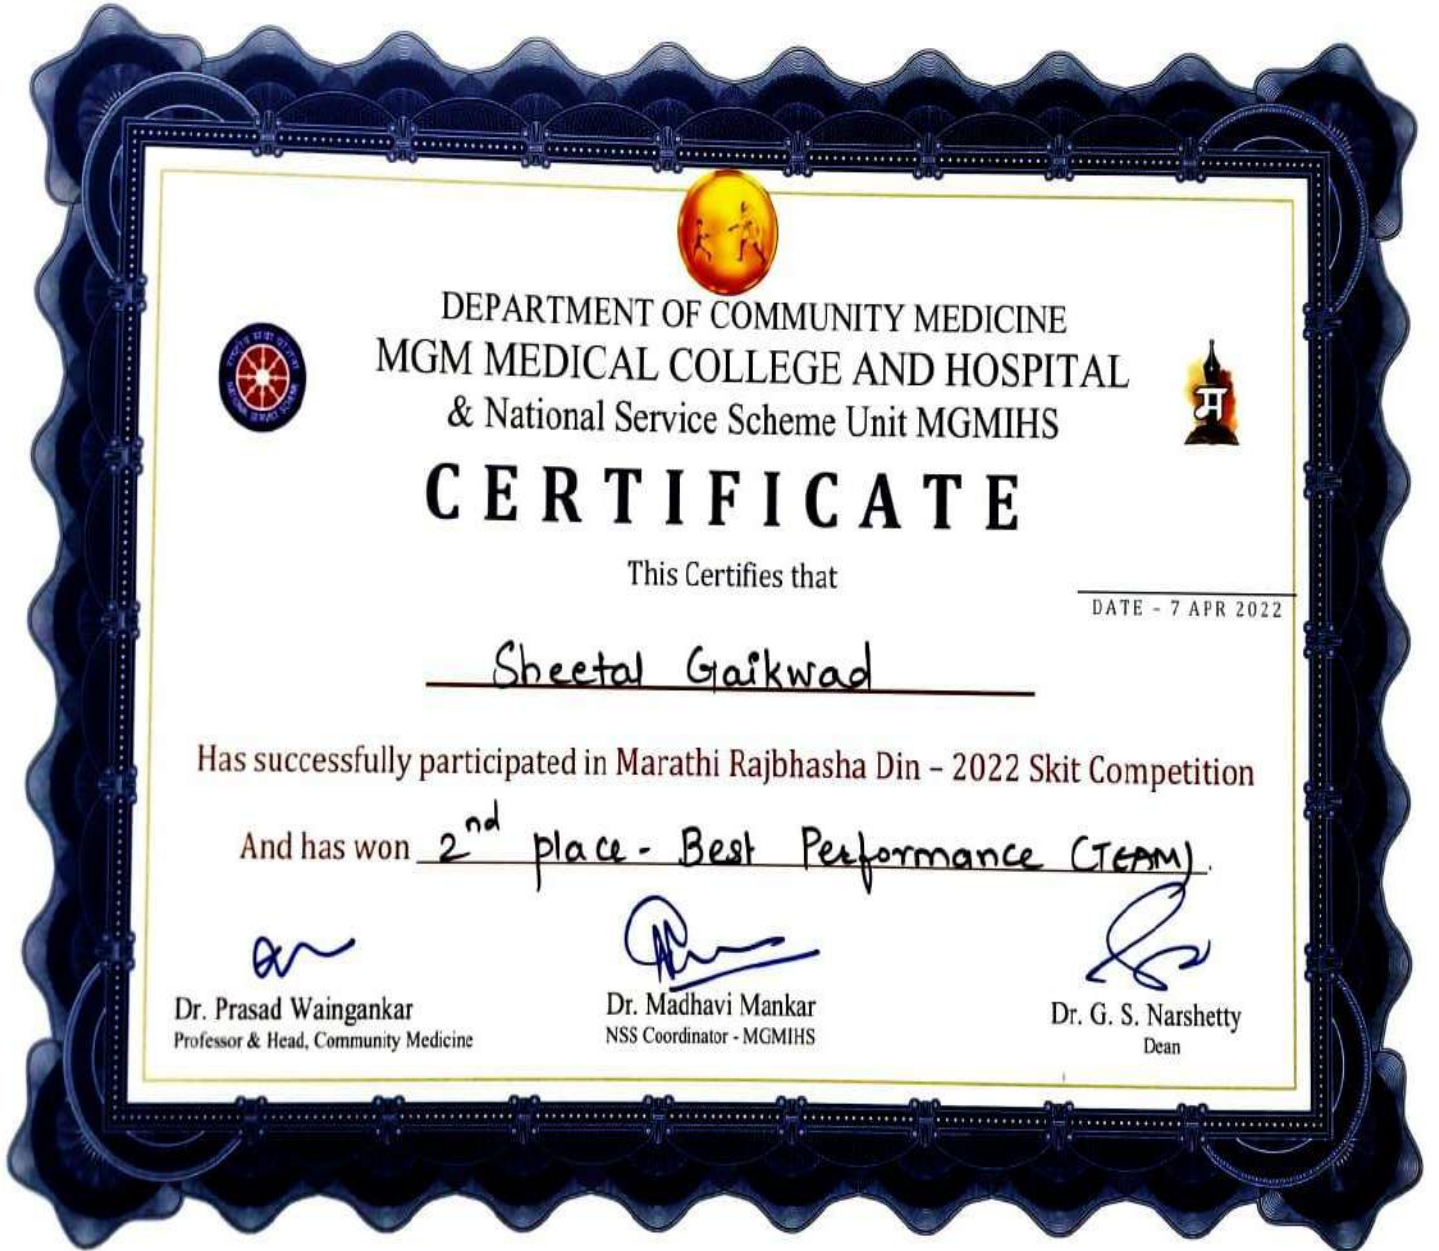 DEPARTMENT OF COMMUNITY MEDICINE
MGM MEDICAL COLLEGE AND HOSPITAL
& National Service Scheme Unit MGMIHS
म
CERTIFICATE
This Certifies that
DATE - 7 APR 2022
Sheetal Gaikwad
Has successfully participated in Marathi Rajbhasha Din – 2022 Skit Competition
And has won 2nd place - Best Performance (TEAM).
Dr. Prasad Waingankar
Professor & Head, Community Medicine
Dr. Madhavi Mankar
NSS Coordinator - MGMIHS
Dr. G. S. Narshetty
Dean